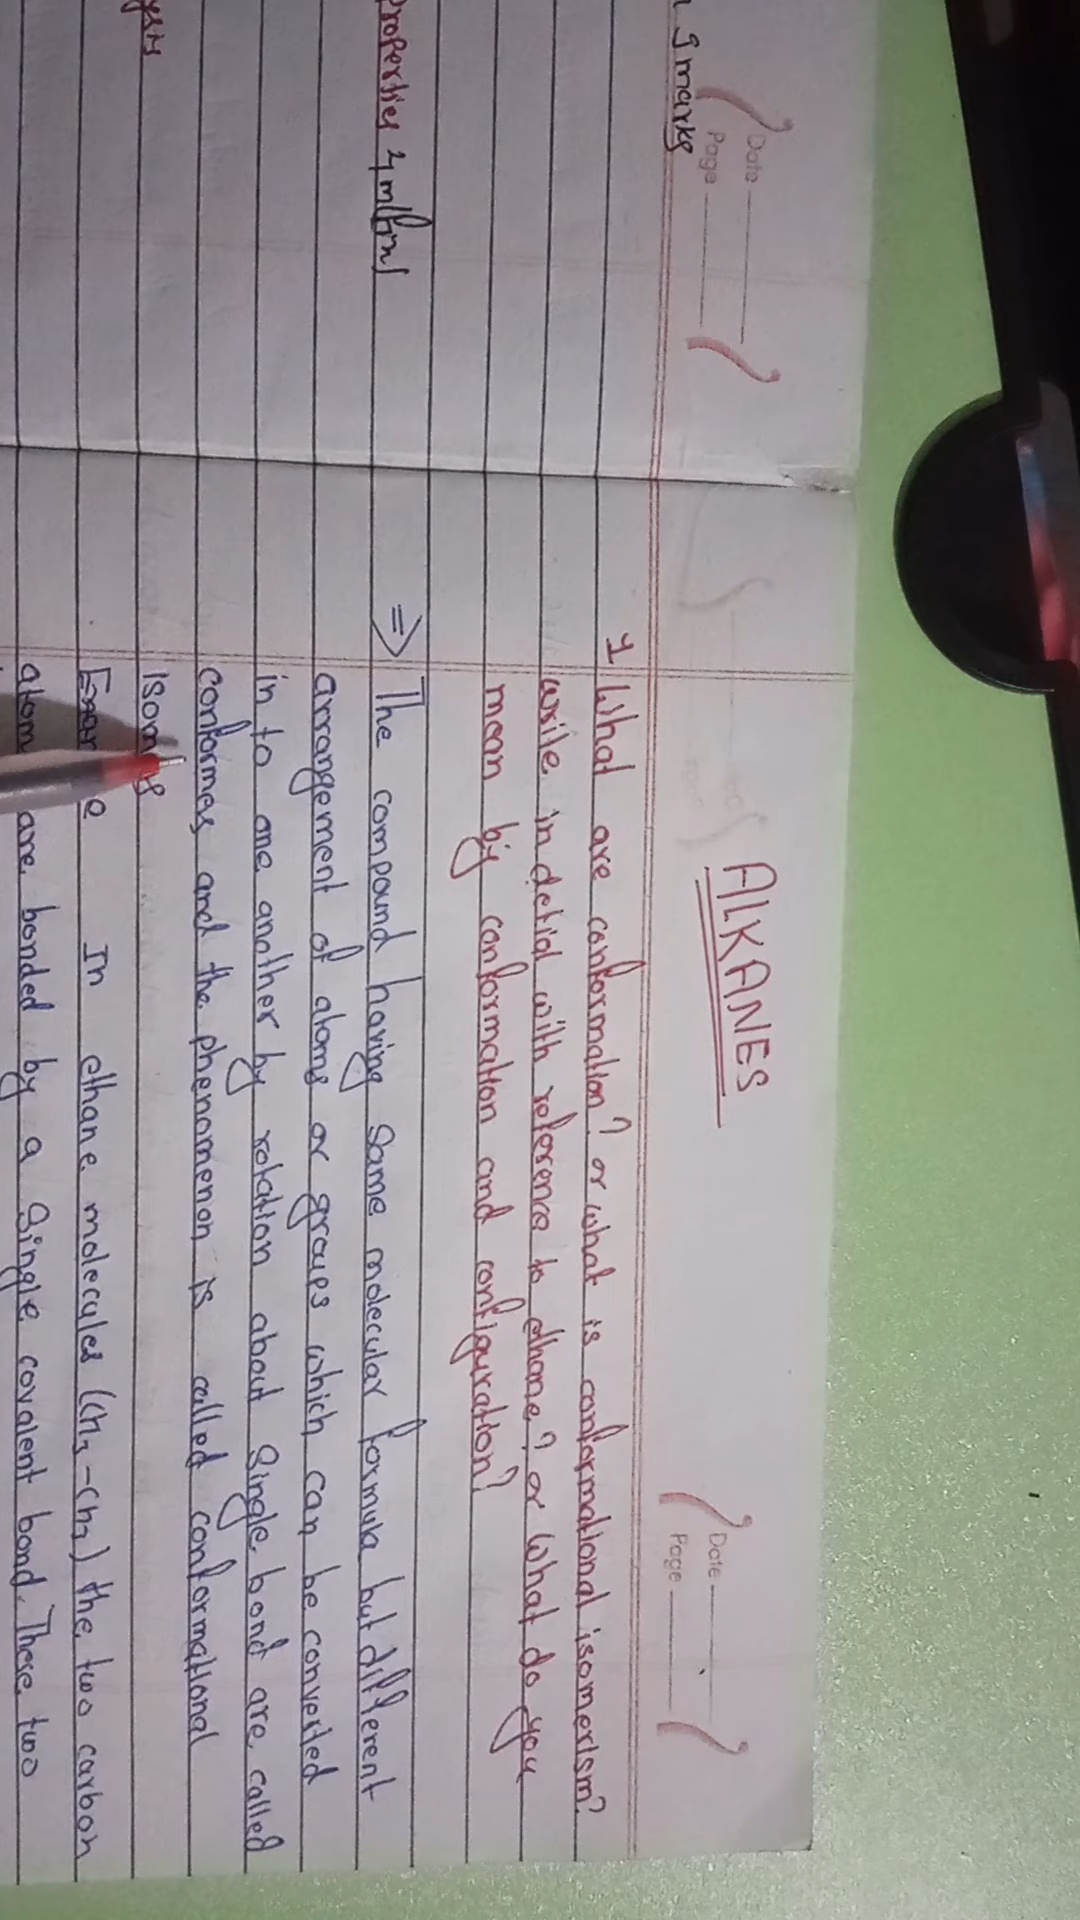 9 marks
Date
Page
properties 4 m
ysis
Date
Page
ALKANES
1) What are conformation? or what is conformational isomerism?
write in detial with reference to ethane? or What do you
mean by conformation and configuration?
=> The compound having same molecular formula but different
arrangement of atoms or groups which can be converted
in to one another by rotation about single bond are called
conformers and the phenomenon is called conformational
isom
In ethane molecules (CH3-CH3) the two carbon
atom are bonded by a single covalent bond. These two